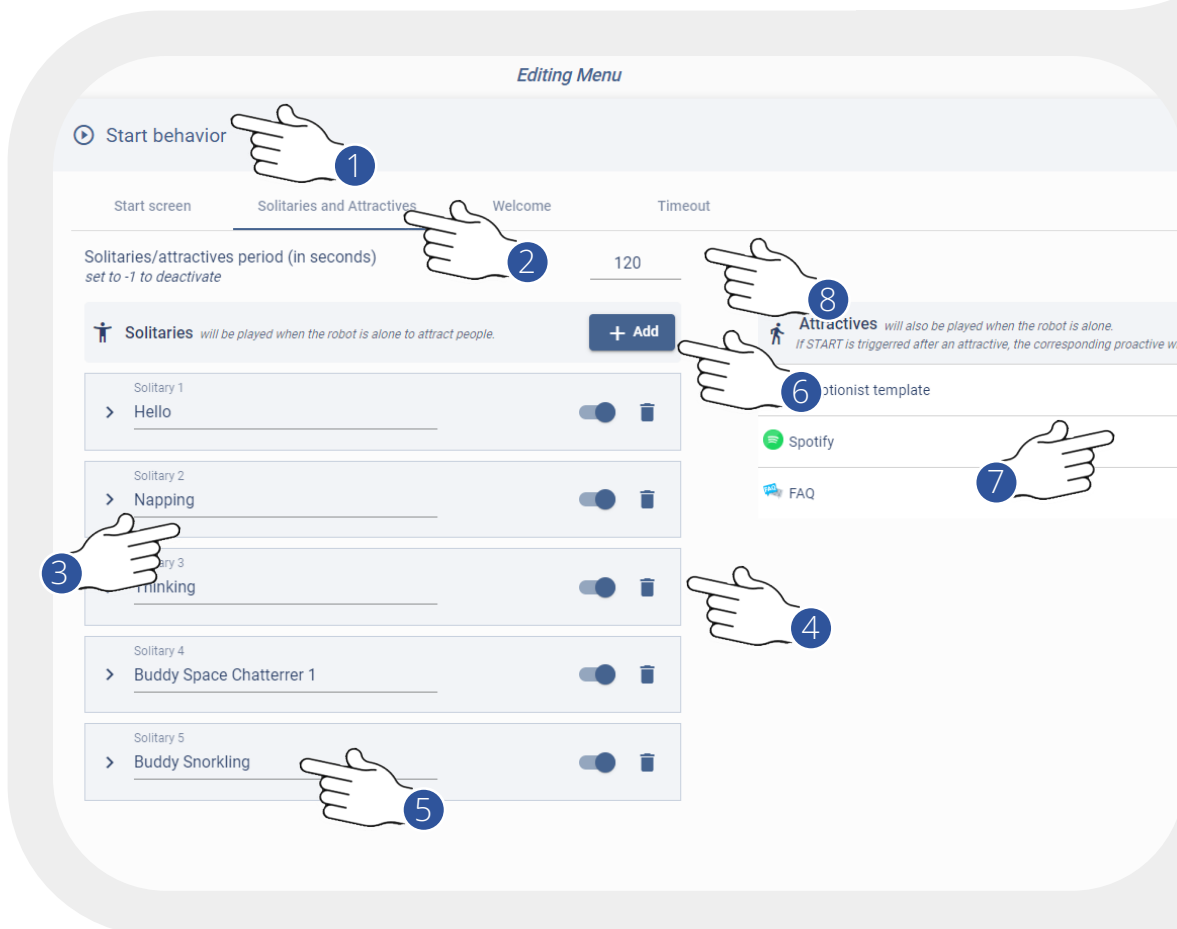 Editing Menu
Start behavior
1
Start screen
Solitaries and Attractives
Welcome
Timeout
2
Solitaries/attractives period (in seconds)
set to -1 to deactivate
120
8
Solitaries will be played when the robot is alone to attract people.
+ Add
Attractives will also be played when the robot is alone.
If START is triggerred after an attractive, the corresponding proactive
6
template
Solitary 1
Hello
Spotify
7
FAQ
FAQ
Solitary 2
Napping
3
3
Thinking
4
Solitary 4
Buddy Space Chatterrer 1
Solitary 5
Buddy Snorkling
5